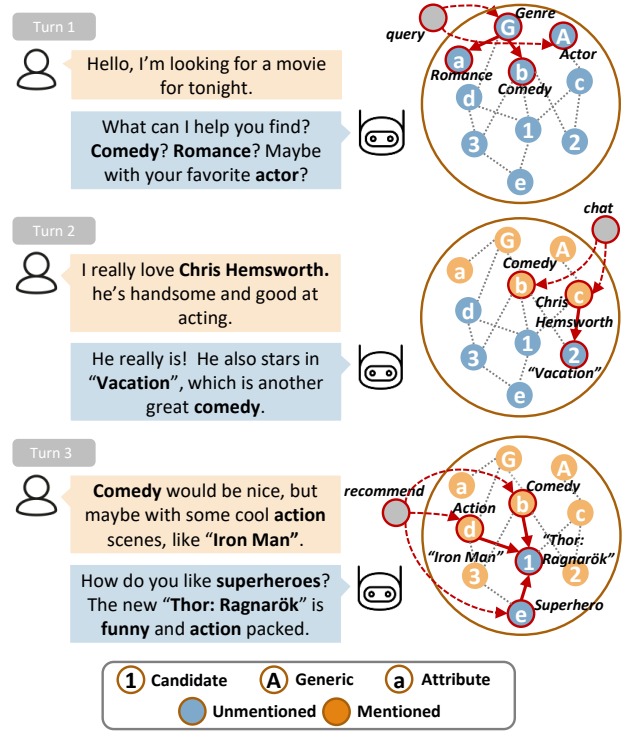 Turn 1
Hello, I'm looking for a movie
for tonight.
What can I help you find?
Comedy? Romance? Maybe
with your favorite actor?
query
Genre
G
A
a
Actor
Romance
b
Comedy
c
d
1
3
2
e
Turn 2
I really love Chris Hemsworth.
he's handsome and good at
acting.
He really is! He also stars in
"Vacation", which is another
great comedy.
chat
G
A
Comedy
a
b
Chris
c
d
Hemsworth
1
3
2
"Vacation"
e
Turn 3
Comedy would be nice, but
maybe with some cool action
scenes, like "Iron Man".
How do you like superheroes?
The new "Thor: Ragnarök" is
funny and action packed.
recommend
G
A
Comedy
a
Action
b
c
d
"Thor:
Ragnarök"
"Iron Man"
1
3
2
Superhero
e
1 Candidate A Generic a Attribute
Unmentioned Mentioned